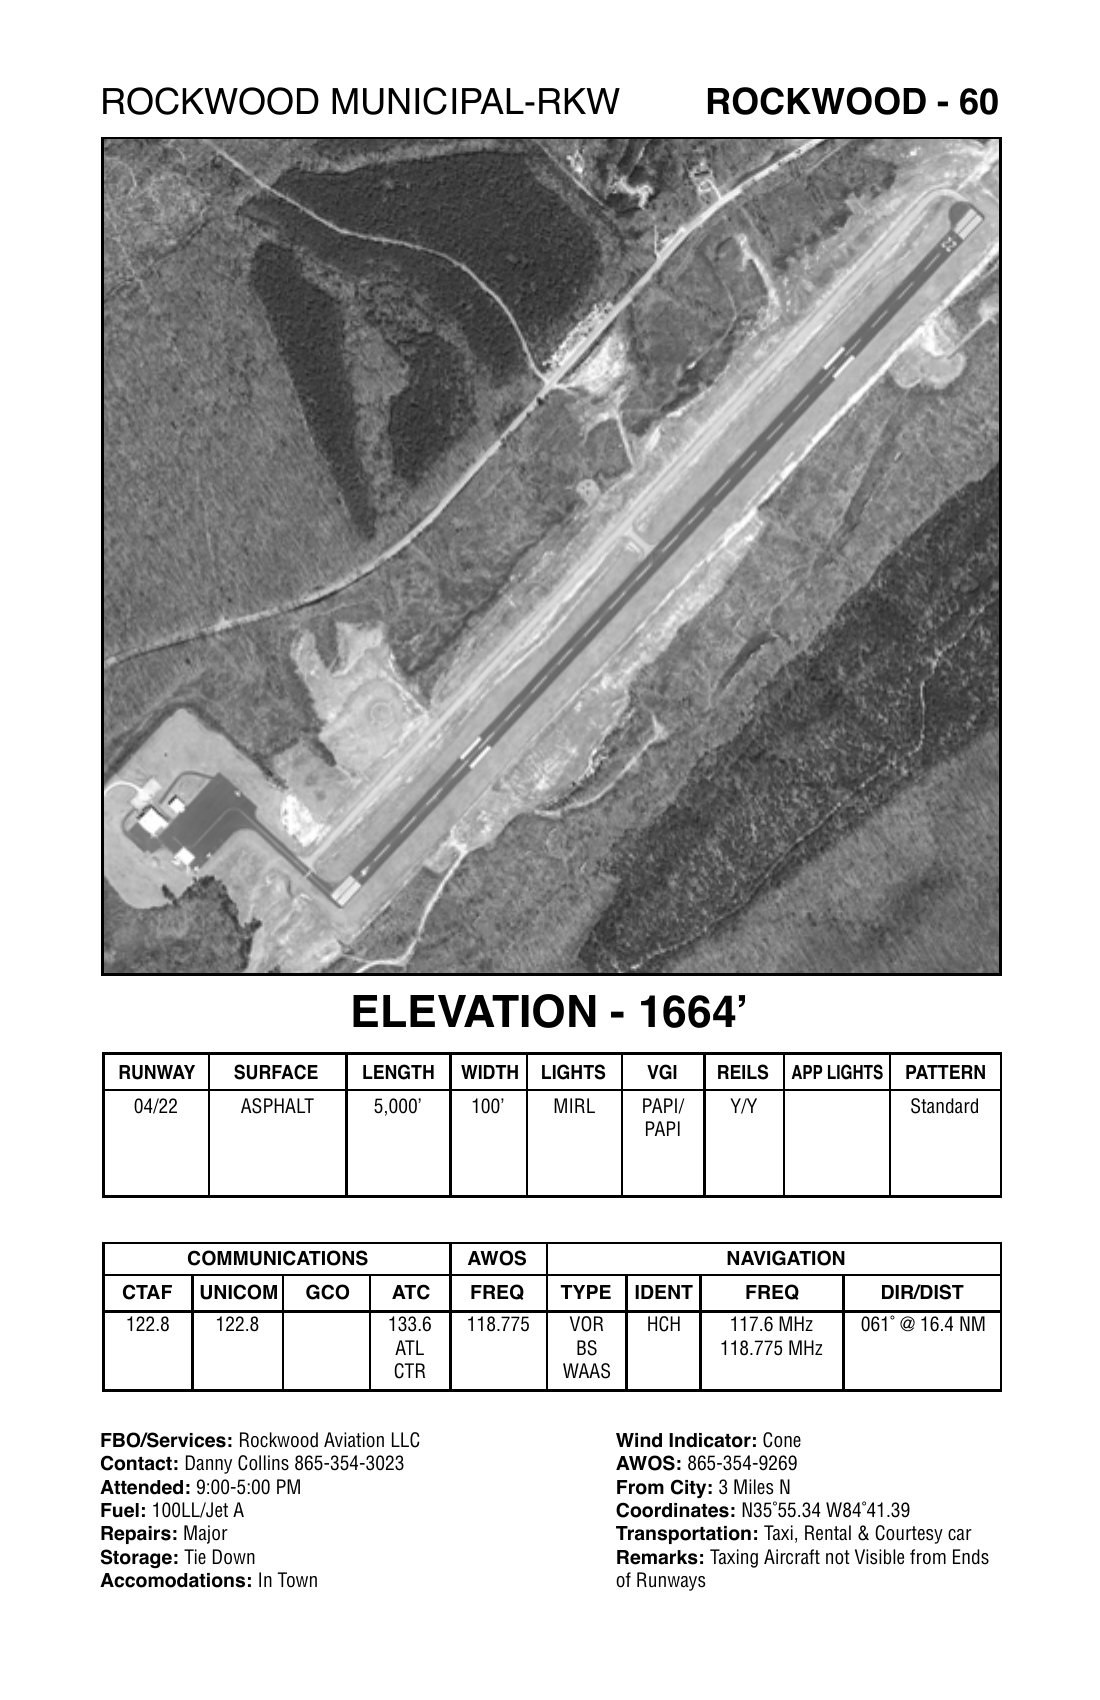 ROCKWOOD MUNICIPAL-RKW ROCKWOOD - 60
22
ELEVATION - 1664’
RUNWAY SURFACE LENGTH WIDTH LIGHTS VGI REILS APP LIGHTS PATTERN
04/22 ASPHALT 5,000’ 100’ MIRL PAPI/ Y/Y Standard
PAPI
COMMUNICATIONS AWOS NAVIGATION
CTAF UNICOM GCO ATC FREQ TYPE IDENT FREQ DIR/DIST
122.8 122.8 133.6 118.775 VOR HCH 117.6 MHz 061˚ @ 16.4 NM
ATL BS 118.775 MHz
CTR WAAS
FBO/Services: Rockwood Aviation LLC
Contact: Danny Collins 865-354-3023
Attended: 9:00-5:00 PM
Fuel: 100LL/Jet A
Repairs: Major
Storage: Tie Down
Accomodations: In Town
Wind Indicator: Cone
AWOS: 865-354-9269
From City: 3 Miles N
Coordinates: N35˚55.34 W84˚41.39
Transportation: Taxi, Rental & Courtesy car
Remarks: Taxing Aircraft not Visible from Ends
of Runways